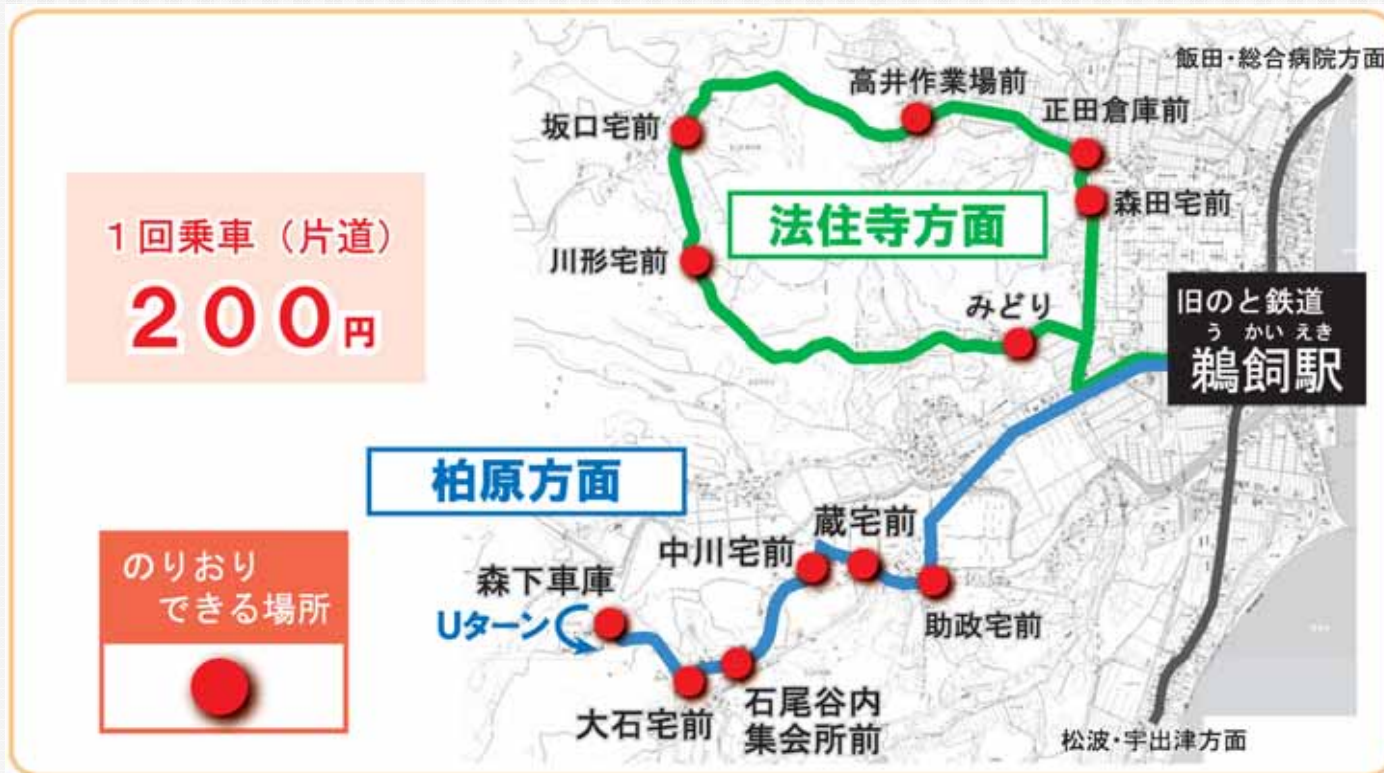 飯田・総合病院方面
高井作業場前
正田倉庫前
坂口宅前
森田宅前
法住寺方面
川形宅前
みどり
1回乗車（片道）
200円
旧のと鉄道
うかいえき
鵜飼駅
柏原方面
蔵宅前
中川宅前
森下車庫
Uターン
助政宅前
のりおり
できる場所
大石宅前
石尾谷内
集会所前
松波・宇出津方面